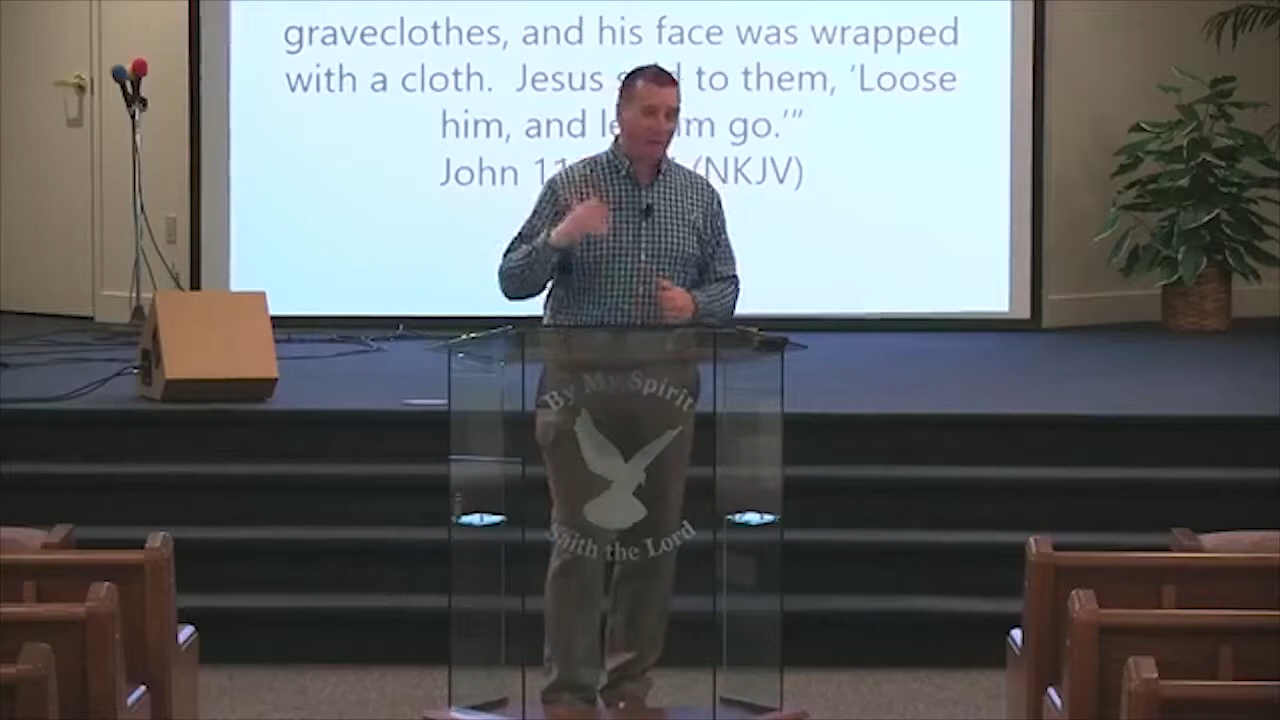 graveclothes, and his face was wrapped
with a cloth. Jesus to them, ‘Loose
him, and go.’”
John (NKJV)
By My Spirit
Saith the Lord